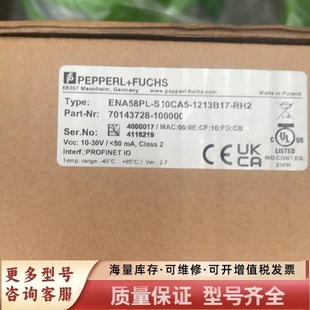 PEPPERL+FUCHS
68307 Mannheim, Germany www.pepperl-fuchs.com
Made in Poland
Type: ENA58PL-S10CA5-1213B17-RH2
Part-Nr: 70143728-100000
4000017 / MAC:00:0E:CF:16:FD:CB
Ser.No: 4116219
Vcc: 10-30V / <50 mA, Class 2
Interf.:PROFINET IO
Temp. range: -40°C ... +85°C / Ver.: 2.7
UL US LISTED
IND.CONT.EQ
23FH
UK
CA
更多型号
咨询客服
海量库存·可维修·可开增值税发票
质量保证 型号齐全